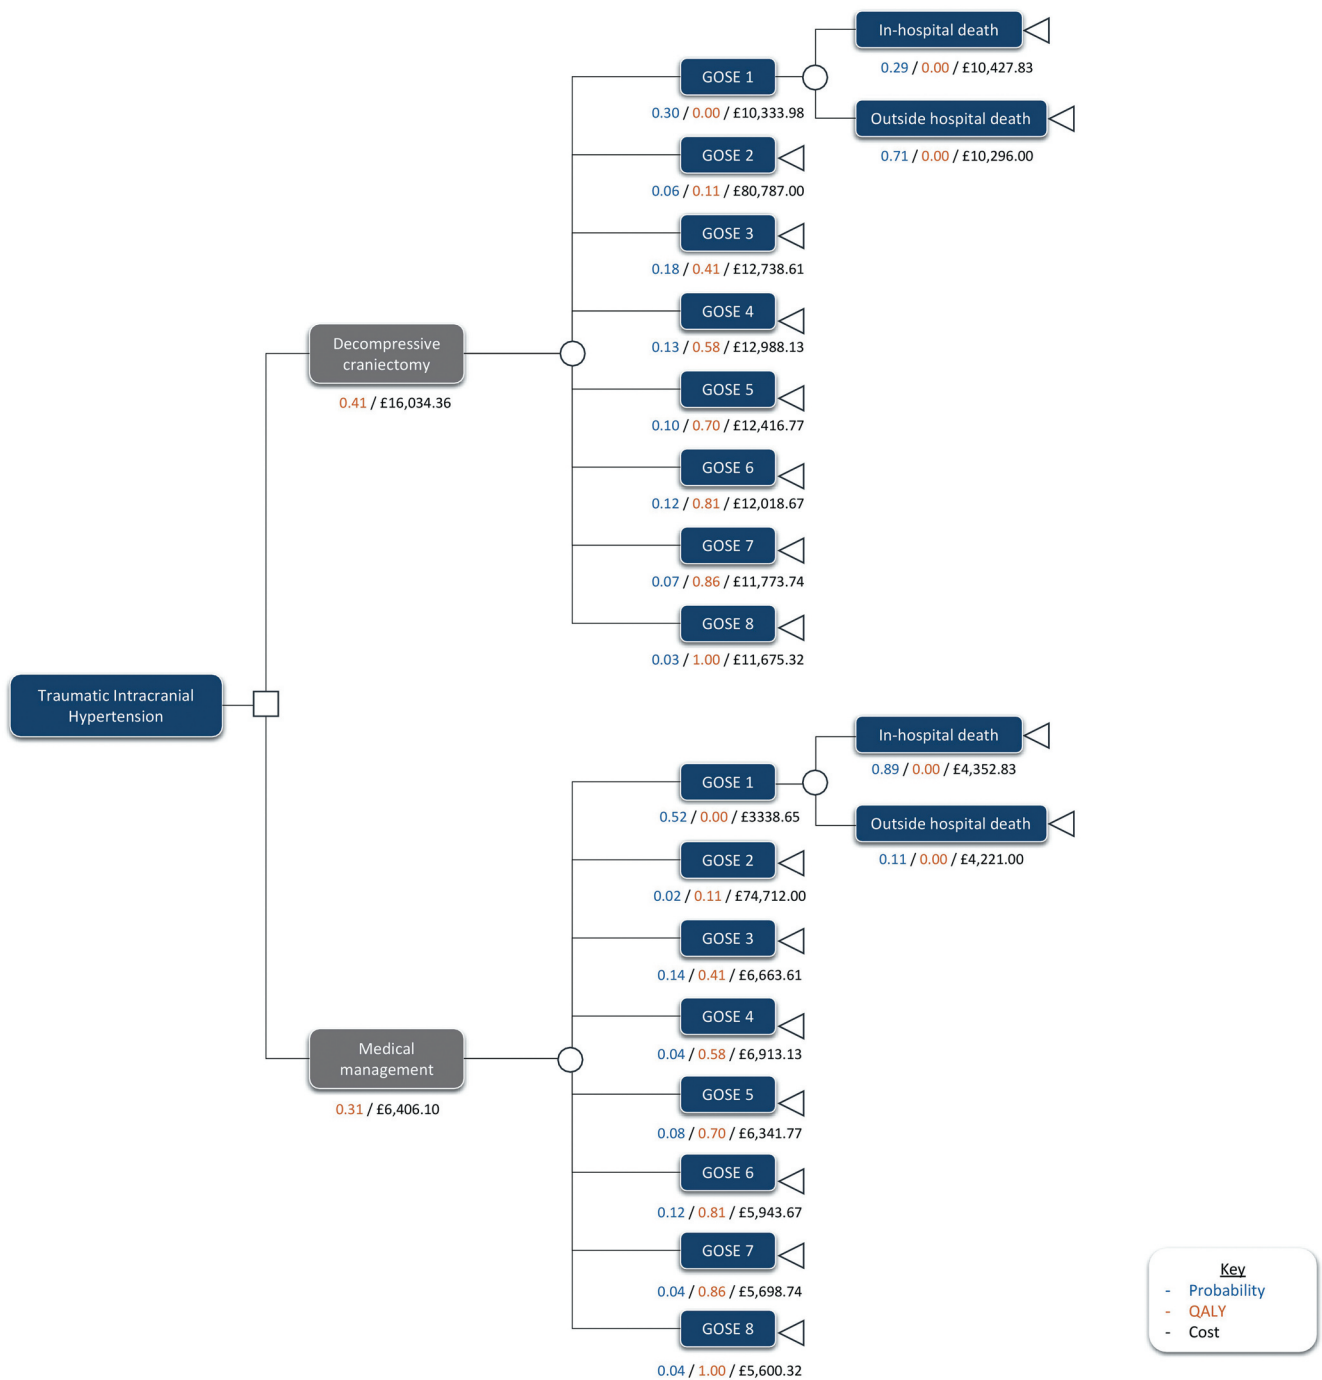 In-hospital death
0.29 / 0.00 / £10,427.83
GOSE 1
0.30 / 0.00 / £10,333.98
Outside hospital death
0.71 / 0.00 / £10,296.00
GOSE 2
0.06 / 0.11 / £80,787.00
GOSE 3
0.18 / 0.41 / £12,738.61
GOSE 4
0.13 / 0.58 / £12,988.13
Decompressive
craniectomy
0.41 / £16,034.36
GOSE 5
0.10 / 0.70 / £12,416.77
GOSE 6
0.12 / 0.81 / £12,018.67
GOSE 7
0.07 / 0.86 / £11,773.74
GOSE 8
0.03 / 1.00 / £11,675.32
Traumatic Intracranial
Hypertension
In-hospital death
0.89 / 0.00 / £4,352.83
GOSE 1
0.52 / 0.00 / £3338.65
Outside hospital death
0.11 / 0.00 / £4,221.00
GOSE 2
0.02 / 0.11 / £74,712.00
GOSE 3
0.14 / 0.41 / £6,663.61
GOSE 4
0.04 / 0.58 / £6,913.13
Medical
management
0.31 / £6,406.10
GOSE 5
0.08 / 0.70 / £6,341.77
GOSE 6
0.12 / 0.81 / £5,943.67
GOSE 7
0.04 / 0.86 / £5,698.74
GOSE 8
0.04 / 1.00 / £5,600.32
Key
- Probability
- QALY
- Cost